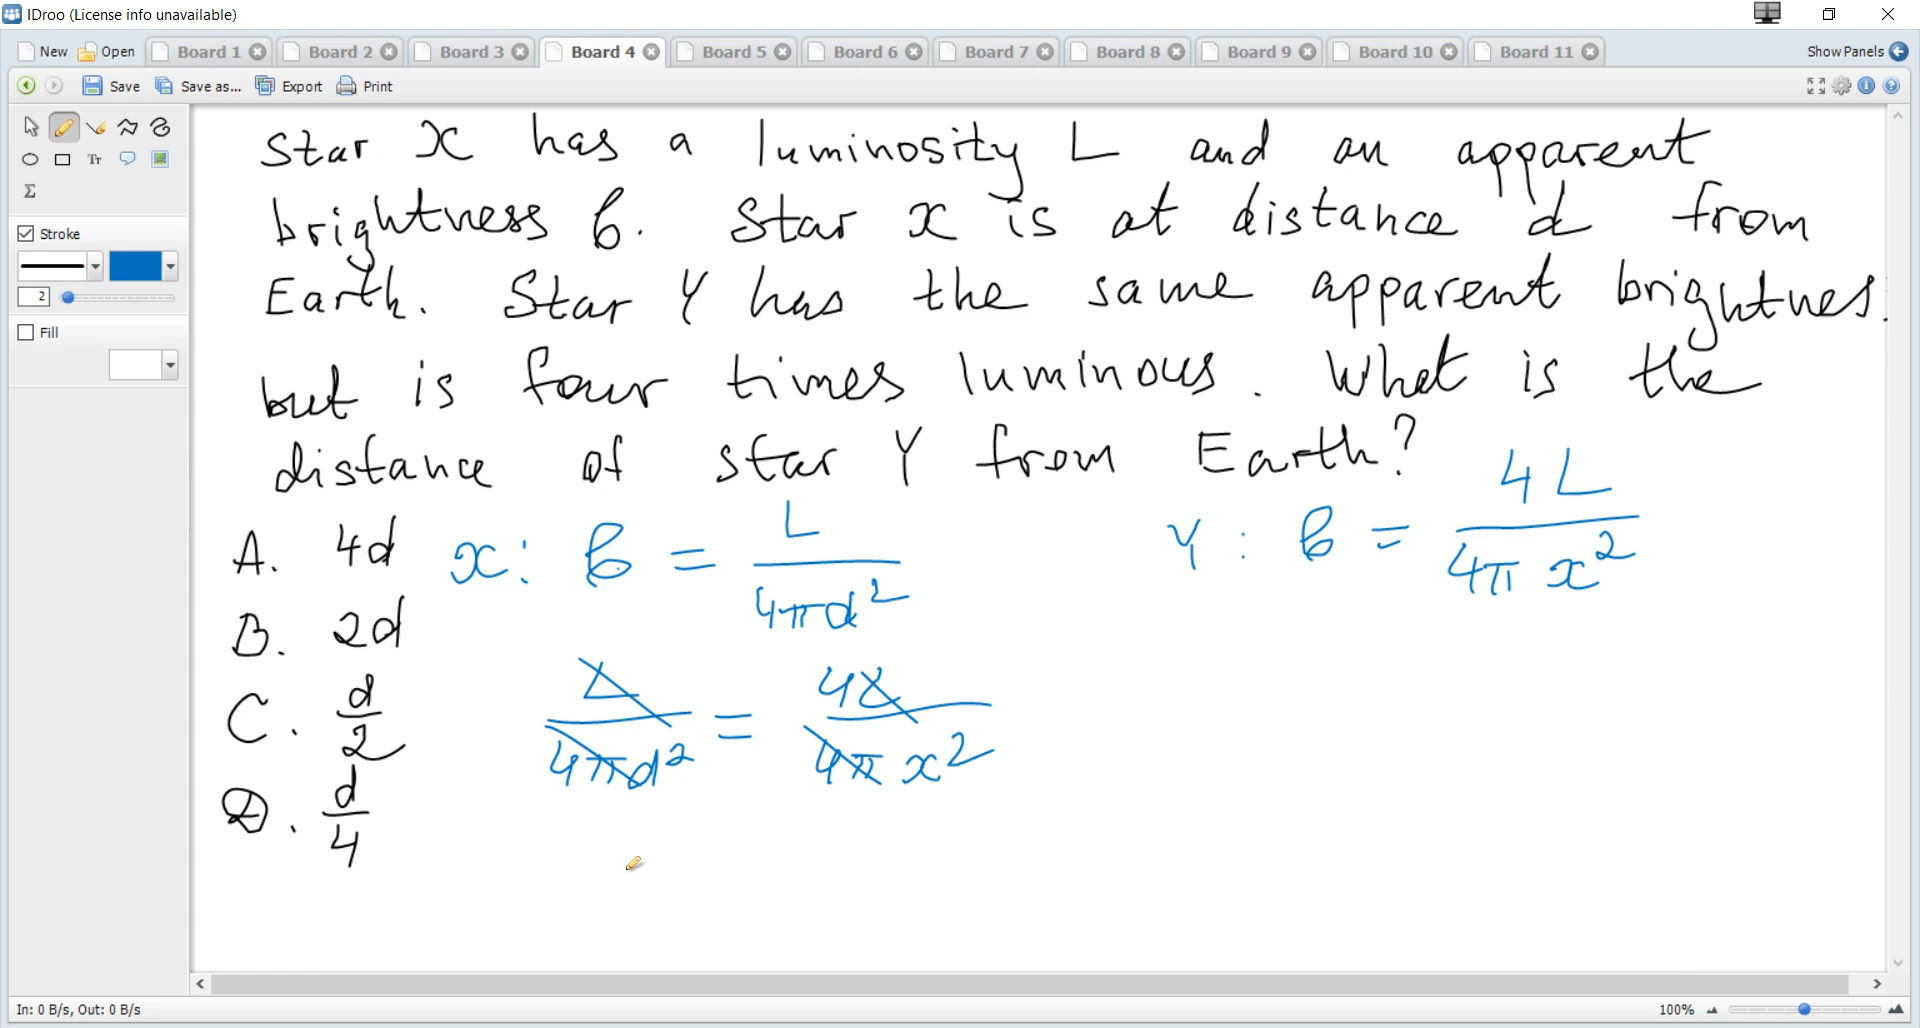 IDroo (License info unavailable)
New Open Board 1 Board 2 Board 3 Board 4 Board 5 Board 6 Board 7 Board 8 Board 9 Board 10 Board 11 Show Panels
Save Save as... Export Print
Tr
Σ
Stroke
2
Fill
Star X has a luminosity L and an apparent
brightness b. Star X is at distance d from
Earth. Star Y has the same apparent brightnes.
but is four times luminous. What is the
distance of star Y from Earth?
A. 4d
B. 2d
C. d/2
D. d/4
x: b = L/4πd²
Y: b = 4L/4πx²
L/4πd² = 4L/4πx²
In: 0 B/s, Out: 0 B/s 100%